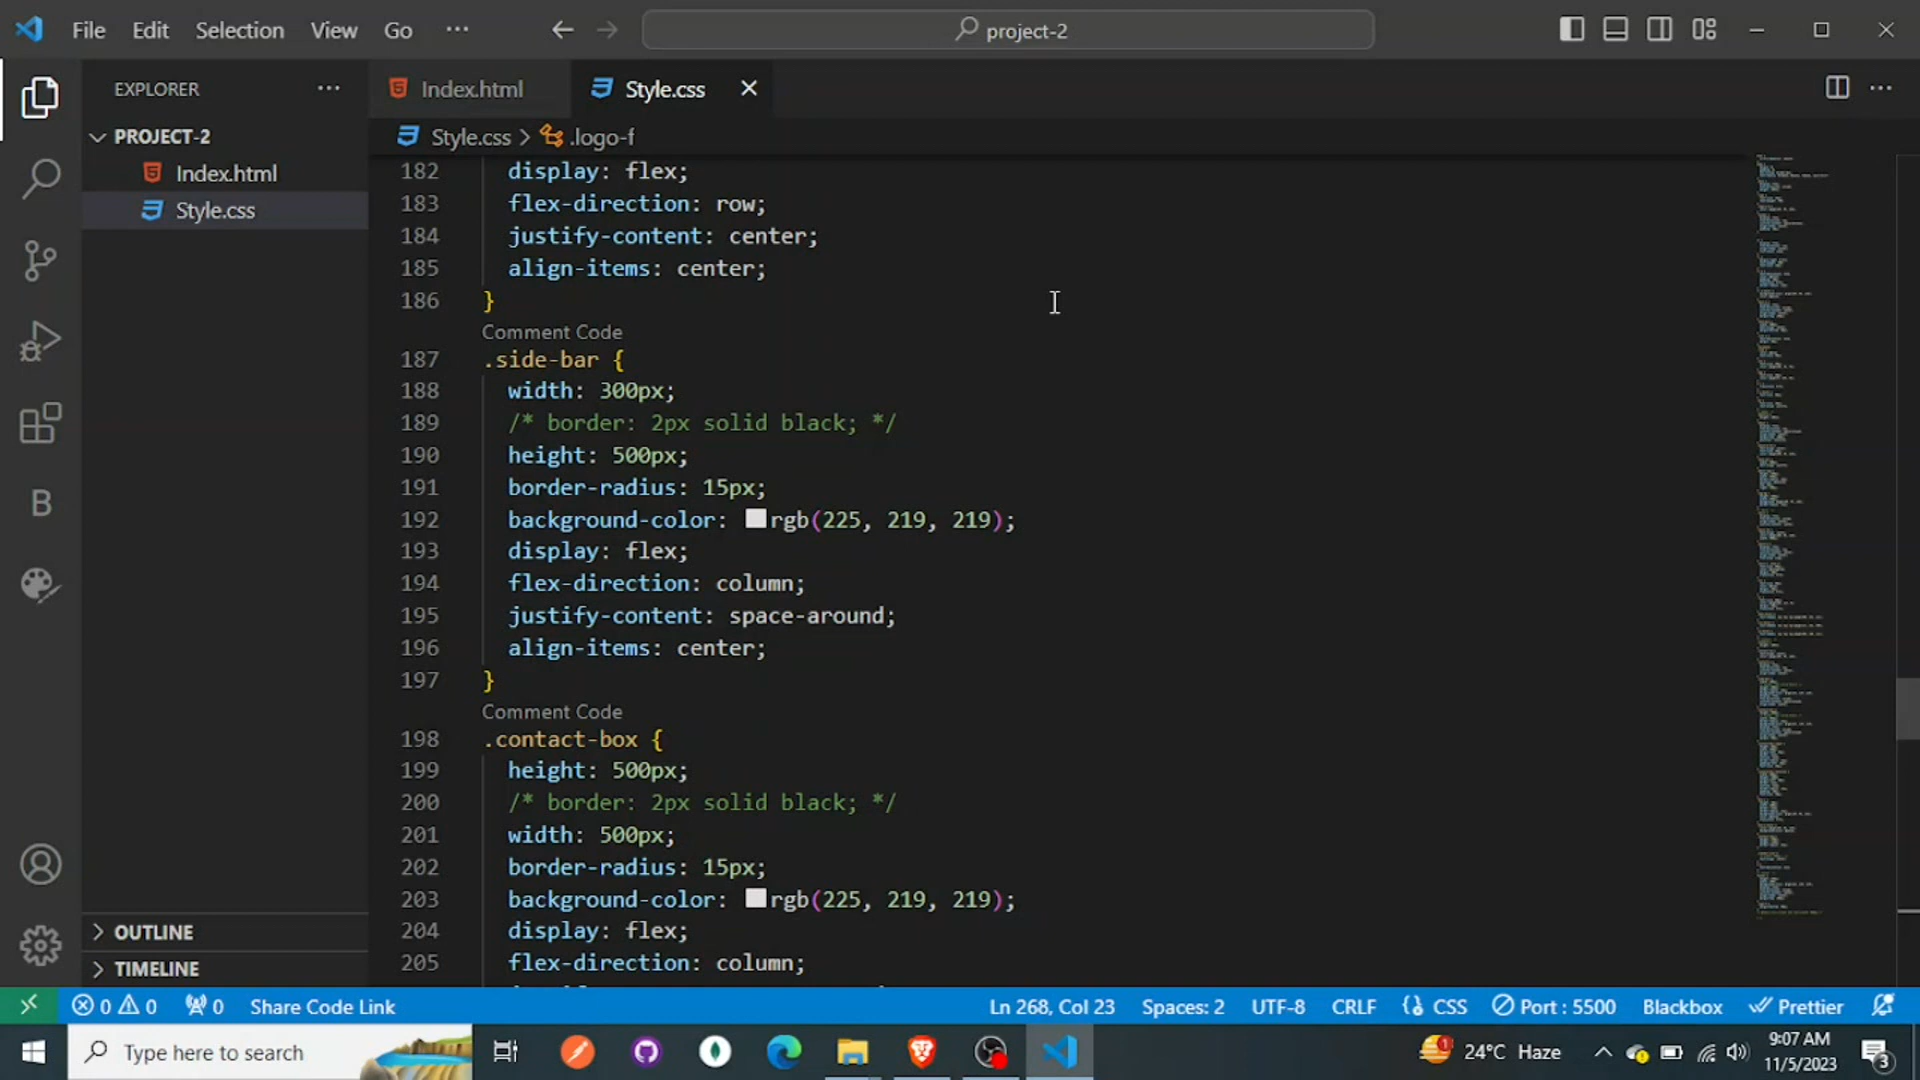 File Edit Selection View Go ··· project-2
EXPLORER ···
PROJECT-2
Index.html
Style.css
OUTLINE
TIMELINE
Index.html Style.css
Style.css > .logo-f
182 display: flex;
183 flex-direction: row;
184 justify-content: center;
185 align-items: center;
186 }
Comment Code
187 .side-bar {
188 width: 300px;
189 /* border: 2px solid black; */
190 height: 500px;
191 border-radius: 15px;
192 background-color: rgb(225, 219, 219);
193 display: flex;
194 flex-direction: column;
195 justify-content: space-around;
196 align-items: center;
197 }
Comment Code
198 .contact-box {
199 height: 500px;
200 /* border: 2px solid black; */
201 width: 500px;
202 border-radius: 15px;
203 background-color: rgb(225, 219, 219);
204 display: flex;
205 flex-direction: column;
B
0 0 0 Share Code Link Ln 268, Col 23 Spaces: 2 UTF-8 CRLF CSS Port : 5500 Blackbox Prettier
Type here to search 24°C Haze 9:07 AM
11/5/2023 3